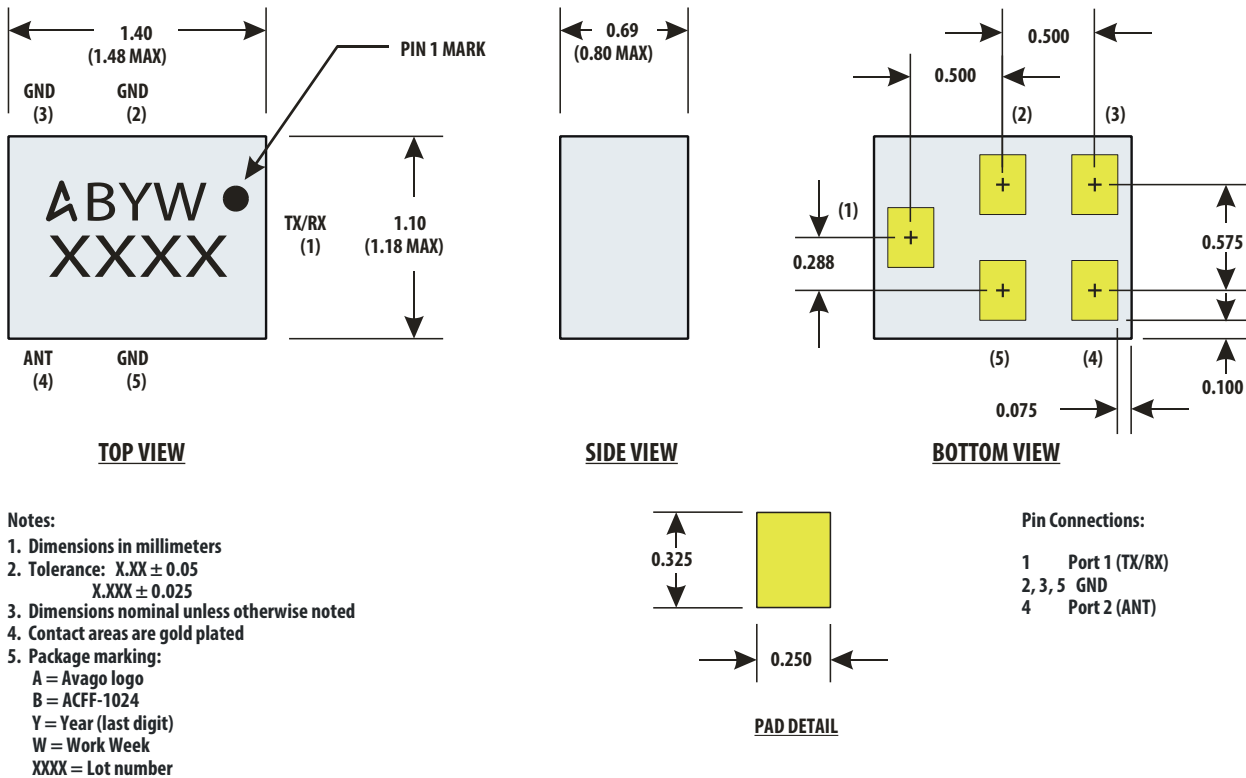 1.40
(1.48 MAX)
PIN 1 MARK
GND
(3)
GND
(2)
ABYW
XXXX
TX/RX
(1)
1.10
(1.18 MAX)
ANT
(4)
GND
(5)
TOP VIEW
0.69
(0.80 MAX)
SIDE VIEW
0.500
0.500
(2)
(3)
(1)
0.288
0.575
(5)
(4)
0.100
0.075
BOTTOM VIEW
Notes:
1. Dimensions in millimeters
2. Tolerance: X.XX ± 0.05
X.XXX ± 0.025
3. Dimensions nominal unless otherwise noted
4. Contact areas are gold plated
5. Package marking:
A = Avago logo
B = ACFF-1024
Y = Year (last digit)
W = Work Week
XXXX = Lot number
0.325
0.250
PAD DETAIL
Pin Connections:
1 Port 1 (TX/RX)
2, 3, 5 GND
4 Port 2 (ANT)